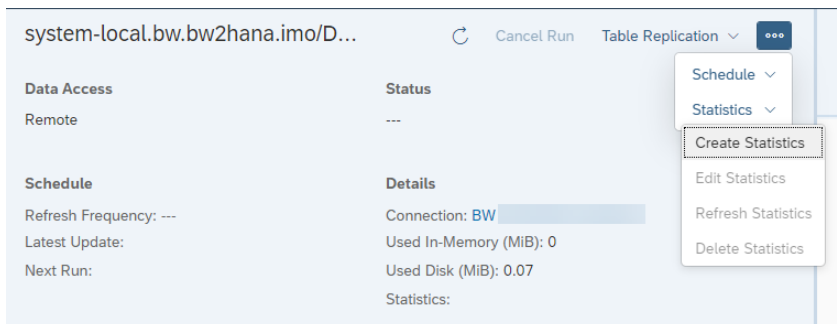 system-local.bw.bw2hana.imo/D...
Cancel Run
Table Replication
Schedule
Statistics
Create Statistics
Edit Statistics
Refresh Statistics
Delete Statistics
Data Access
Remote
Status
---
Schedule
Refresh Frequency: ---
Latest Update:
Next Run:
Details
Connection: BW
Used In-Memory (MiB): 0
Used Disk (MiB): 0.07
Statistics: